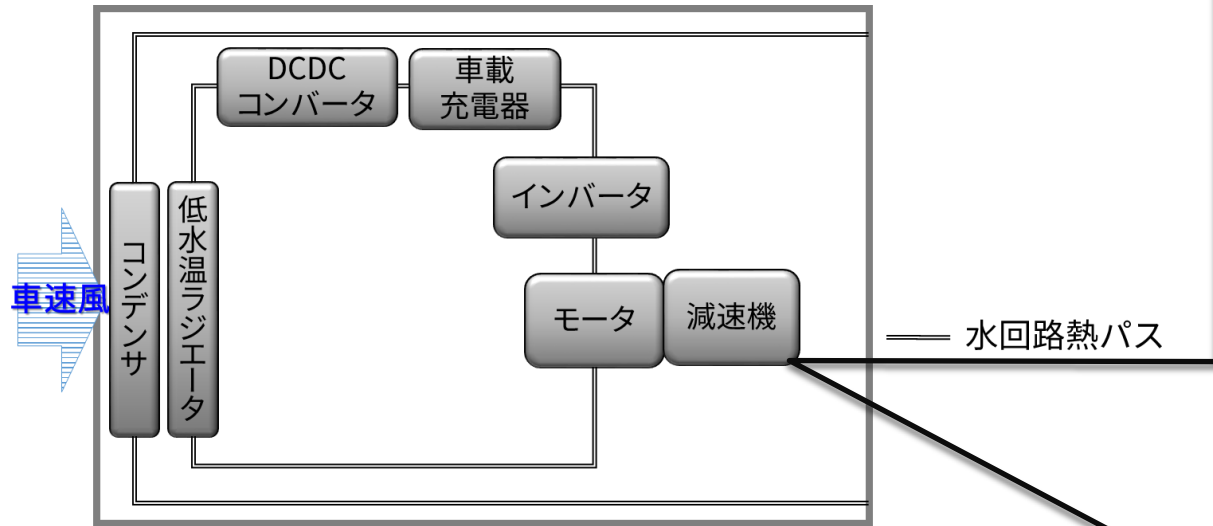 DCDC
コンバータ
車載
充電器
インバータ
低水温ラジエータ
コンデンサ
車速風
モータ
減速機
水回路熱パス